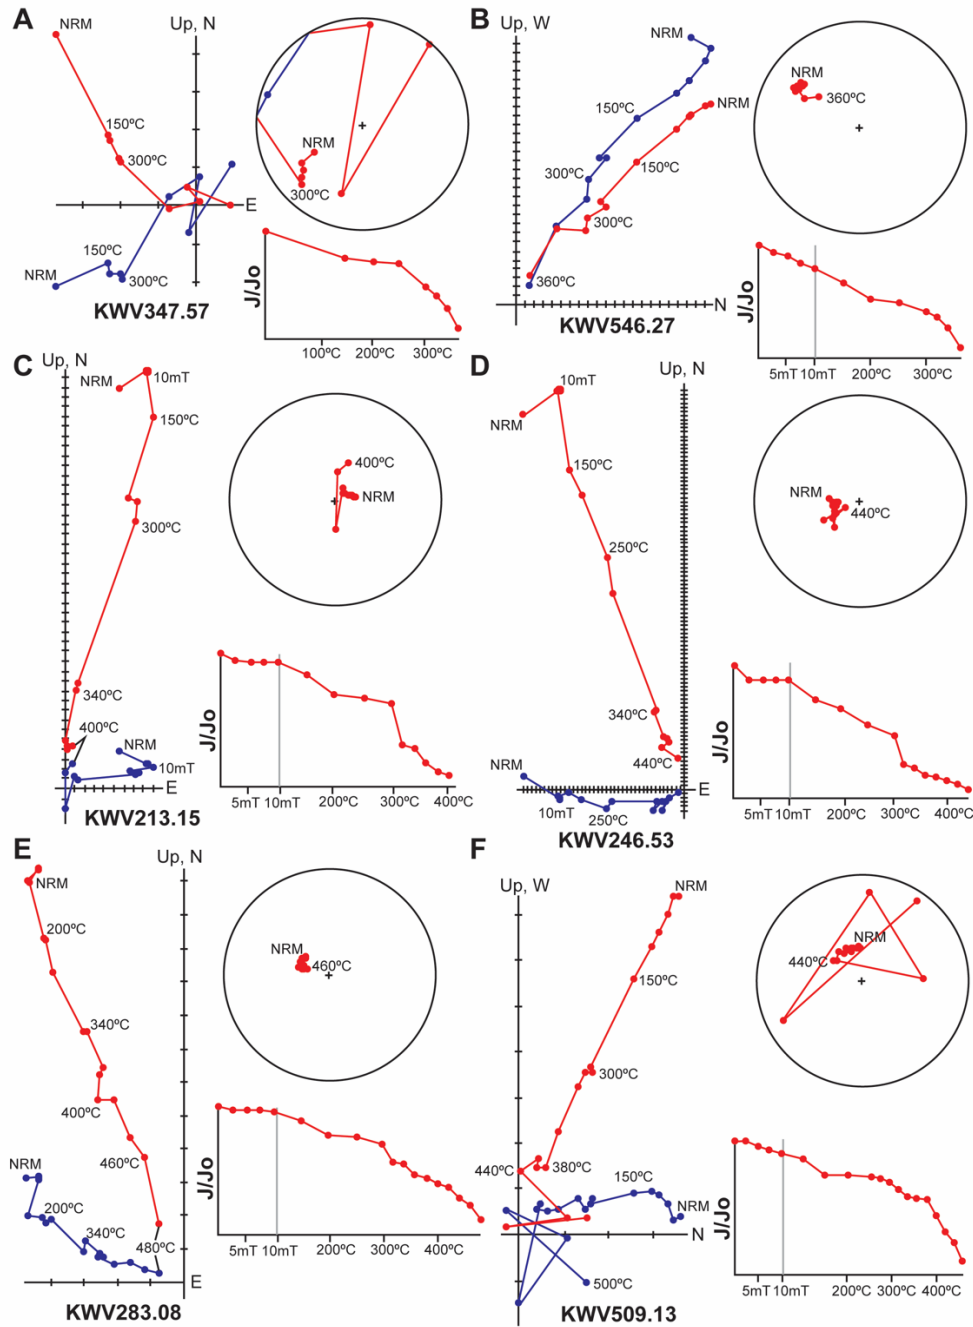 A
Up, N
NRM
150ºC
300ºC
E
150ºC
NRM
300ºC
KWV347.57
NRM
300ºC
J/Jo
100ºC 200ºC 300ºC
B
Up, W
NRM
NRM
150ºC
150ºC
300ºC
300ºC
360ºC
N
KWV546.27
NRM
360ºC
J/Jo
5mT 10mT 200ºC 300ºC
C
Up, N
NRM
10mT
150ºC
300ºC
340ºC
400ºC
NRM
10mT
E
KWV213.15
400ºC
NRM
J/Jo
5mT 10mT 200ºC 300ºC 400ºC
D
Up, N
10mT
NRM
150ºC
250ºC
340ºC
440ºC
NRM
E
10mT
250ºC
KWV246.53
NRM
440ºC
J/Jo
5mT 10mT 200ºC 300ºC 400ºC
E
Up, N
NRM
200ºC
340ºC
400ºC
460ºC
NRM
200ºC
340ºC
480ºC
E
KWV283.08
NRM
460ºC
J/Jo
5mT 10mT 200ºC 300ºC 400ºC
F
Up, W
NRM
150ºC
300ºC
440ºC
380ºC
150ºC
NRM
N
500ºC
KWV509.13
NRM
440ºC
J/Jo
5mT 10mT 200ºC 300ºC 400ºC